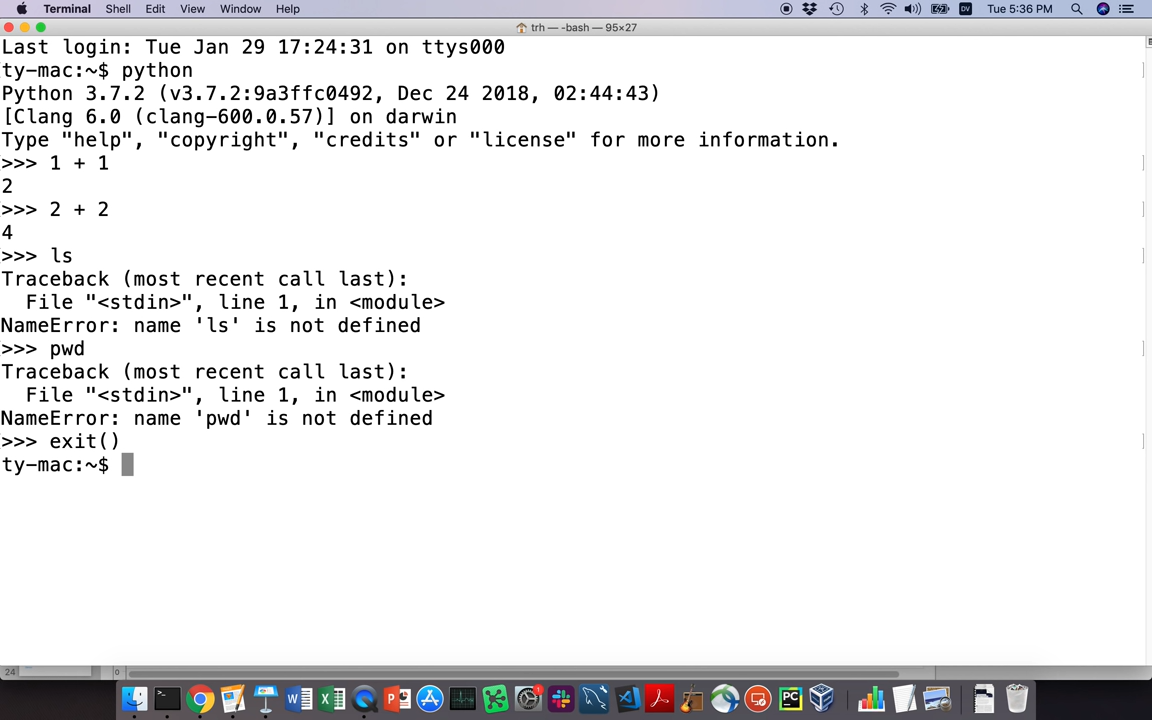 Terminal Shell Edit View Window Help DV Tue 5:36 PM
trh — -bash — 95×27
Last login: Tue Jan 29 17:24:31 on ttys000
ty-mac:~$ python
Python 3.7.2 (v3.7.2:9a3ffc0492, Dec 24 2018, 02:44:43)
[Clang 6.0 (clang-600.0.57)] on darwin
Type "help", "copyright", "credits" or "license" for more information.
>>> 1 + 1
2
>>> 2 + 2
4
>>> ls
Traceback (most recent call last):
  File "<stdin>", line 1, in <module>
NameError: name 'ls' is not defined
>>> pwd
Traceback (most recent call last):
  File "<stdin>", line 1, in <module>
NameError: name 'pwd' is not defined
>>> exit()
ty-mac:~$
24 0